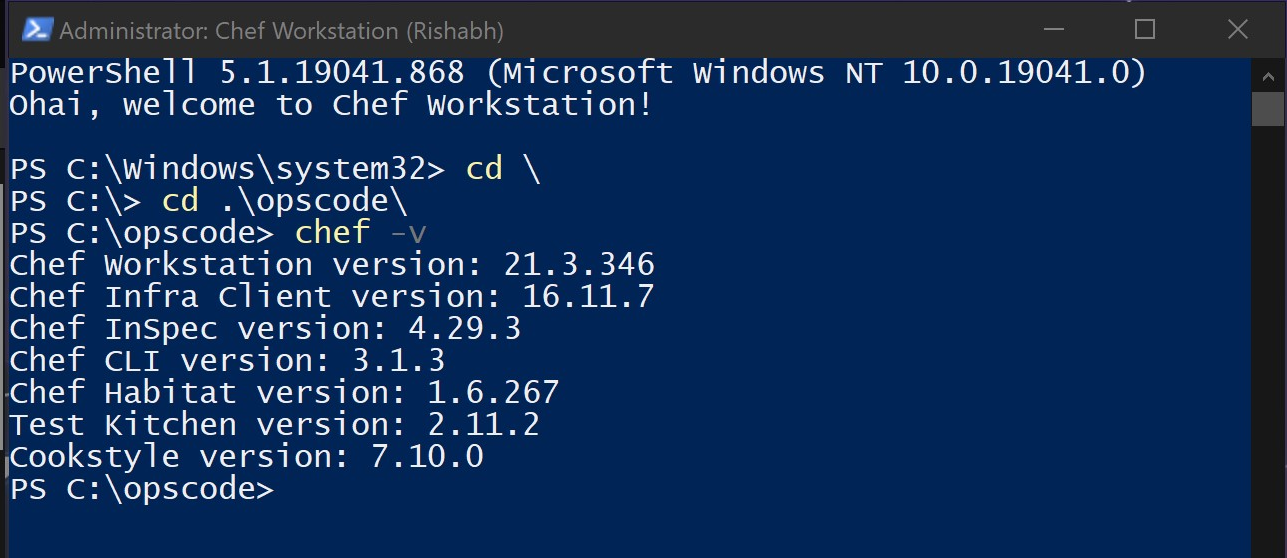 Administrator: Chef Workstation (Rishabh)
PowerShell 5.1.19041.868 (Microsoft Windows NT 10.0.19041.0)
Ohai, welcome to Chef Workstation!
PS C:\Windows\system32> cd \
PS C:\> cd .\opscode\
PS C:\opscode> chef -v
Chef Workstation version: 21.3.346
Chef Infra Client version: 16.11.7
Chef InSpec version: 4.29.3
Chef CLI version: 3.1.3
Chef Habitat version: 1.6.267
Test Kitchen version: 2.11.2
Cookstyle version: 7.10.0
PS C:\opscode>